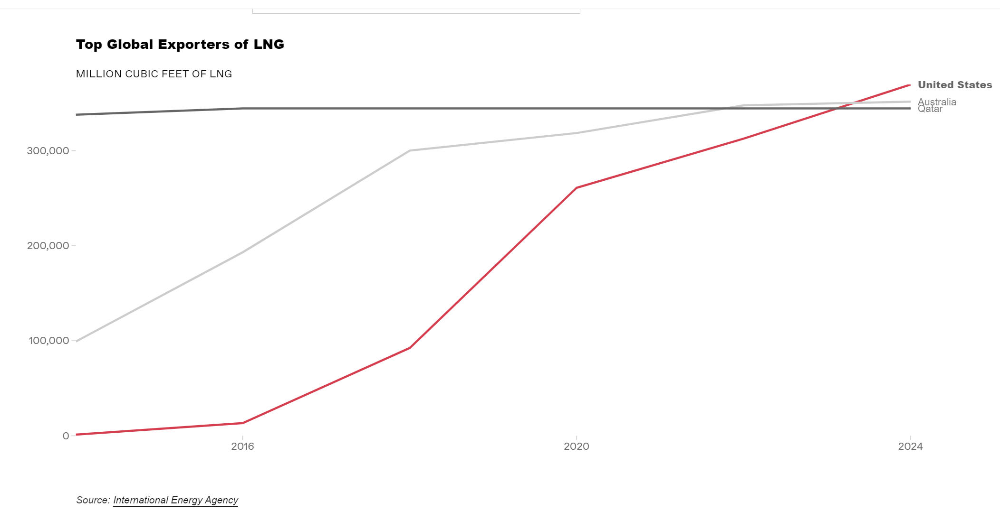 Top Global Exporters of LNG
MILLION CUBIC FEET OF LNG
United States
Australia
Qatar
300,000
200,000
100,000
0
2016 2020 2024
Source: International Energy Agency